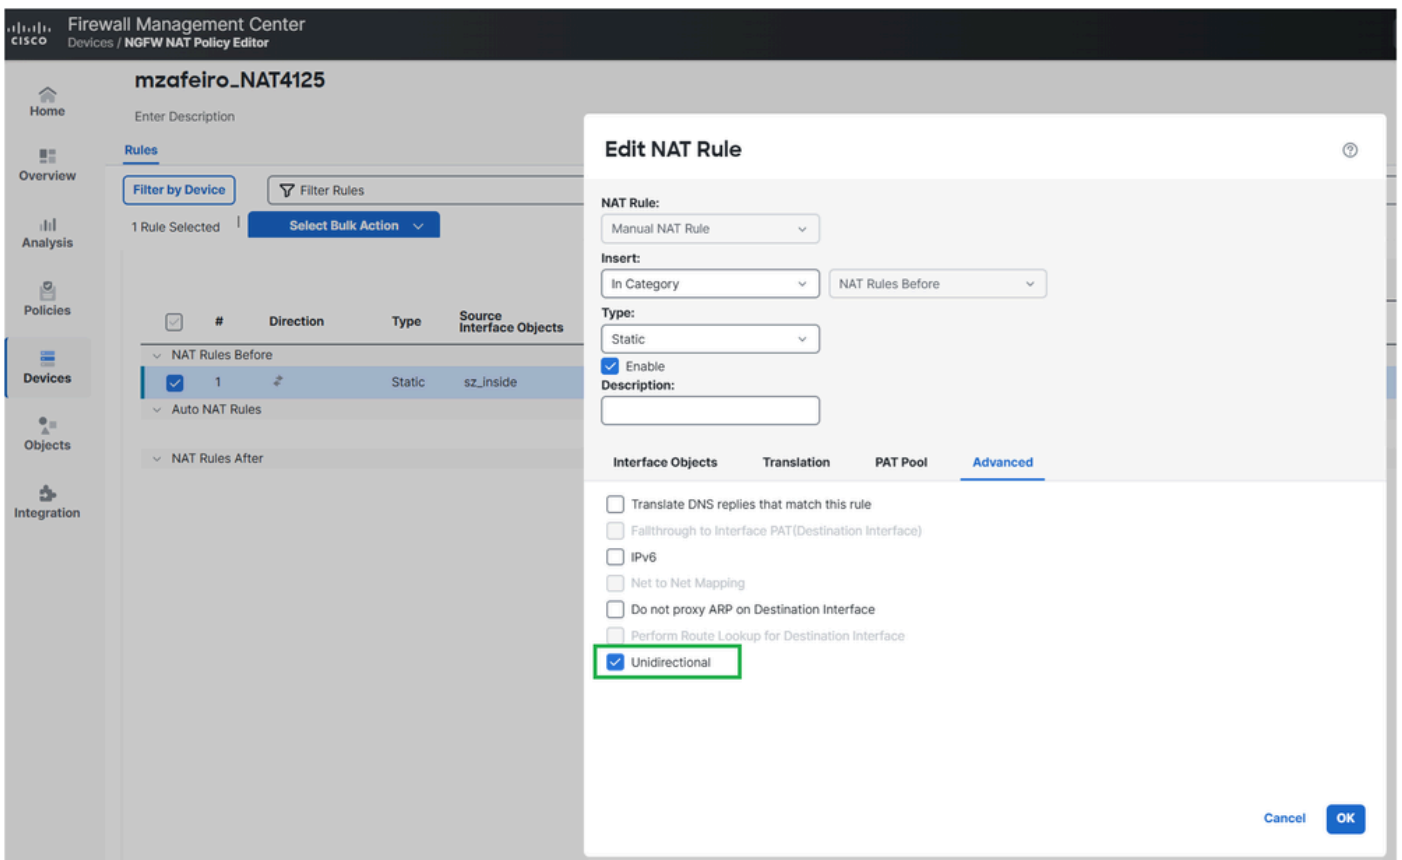 Firewall Management Center
CISCO
Devices / NGFW NAT Policy Editor
Home
Overview
Analysis
Policies
Devices
Objects
Integration
mzafeiro_NAT4125
Enter Description
Rules
Filter by Device
Filter Rules
1 Rule Selected
Select Bulk Action
# Direction Type Source Interface Objects
NAT Rules Before
1 Static sz_inside
Auto NAT Rules
NAT Rules After
Edit NAT Rule
NAT Rule:
Manual NAT Rule
Insert:
In Category NAT Rules Before
Type:
Static
Enable
Description:
Interface Objects Translation PAT Pool Advanced
Translate DNS replies that match this rule
Fallthrough to Interface PAT(Destination Interface)
IPv6
Net to Net Mapping
Do not proxy ARP on Destination Interface
Perform Route Lookup for Destination Interface
Unidirectional
Cancel OK